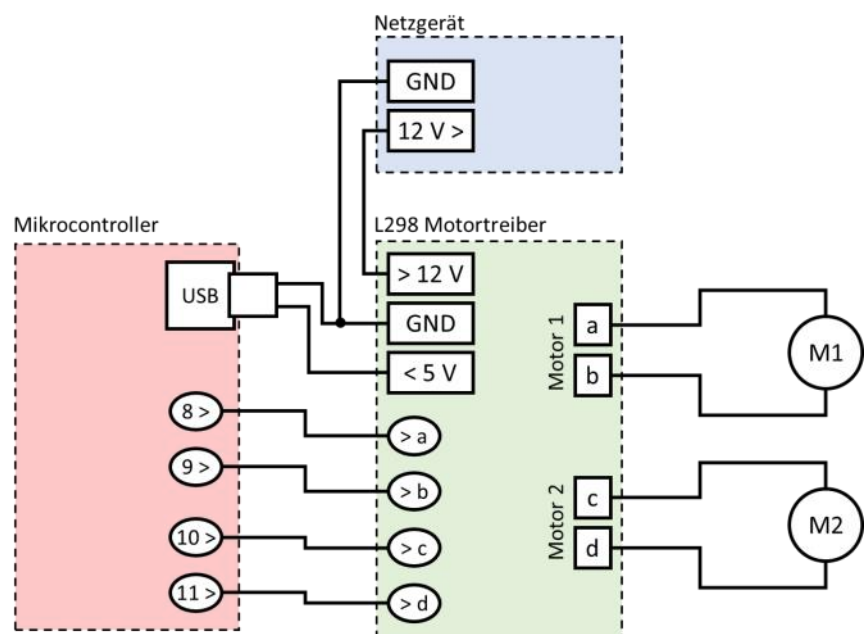 Netzgerät
GND
12 V >
Mikrocontroller
L298 Motortreiber
USB
> 12 V
GND
< 5 V
8 >
9 >
10 >
11 >
> a
> b
> c
> d
Motor 1
a
b
M1
Motor 2
c
d
M2